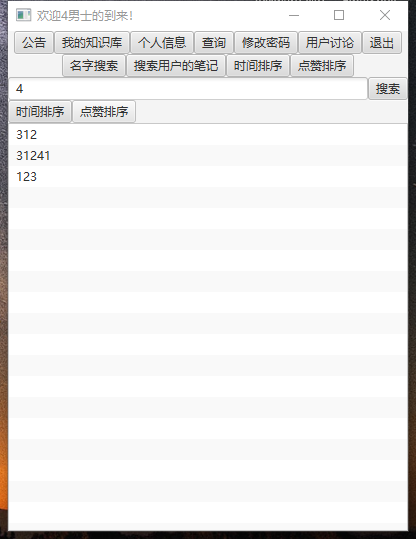 欢迎4男士的到来!
公告 我的知识库 个人信息 查询 修改密码 用户讨论 退出
名字搜索 搜索用户的笔记 时间排序 点赞排序
4 搜索
时间排序 点赞排序
312
31241
123